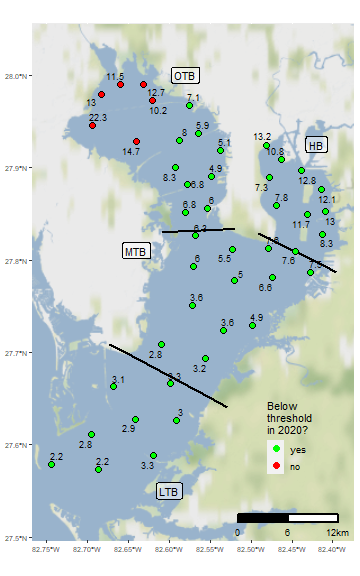 28.0°N
27.9°N
27.8°N
27.7°N
27.6°N
27.5°N
OTB
11.5
12.7
13
10.2
7.1
22.3
5.9
8
5.1
14.7
13.2
10.8
HB
8.3
6.8
4.9
7.3
12.8
12.1
6.8
6
7.8
13
11.7
6.3
8.3
MTB
7.6
5.5
7.6
7.5
6
5
6.6
3.6
3.6
4.9
2.8
3.2
3.1
3.3
2.9
3
2.8
2.2
2.2
3.3
LTB
Below
threshold
in 2020?
yes
no
0 6 12km
82.75°W 82.70°W 82.65°W 82.60°W 82.55°W 82.50°W 82.45°W 82.40°W